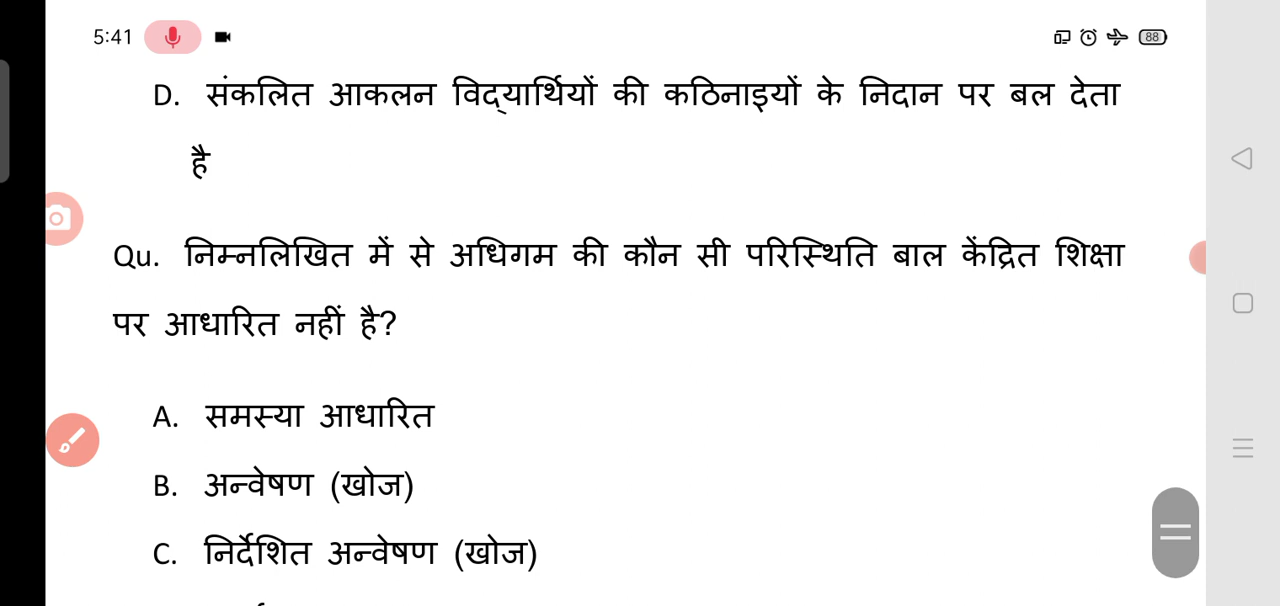 5:41
88
D. संकलित आकलन विद्यार्थियों की कठिनाइयों के निदान पर बल देता
है
Qu. निम्नलिखित में से अधिगम की कौन सी परिस्थिति बाल केंद्रित शिक्षा
पर आधारित नहीं है?
A. समस्या आधारित
B. अन्वेषण (खोज)
C. निर्देशित अन्वेषण (खोज)